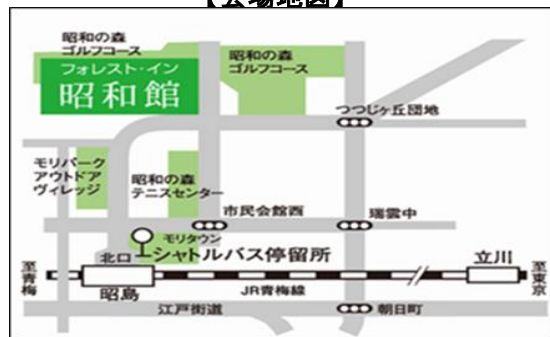 【会場地図】
昭和の森
ゴルフコース
昭和の森
ゴルフコース
フォレスト・イン
昭和館
つつじヶ丘団地
モリパーク
アウトドア
ヴィレッジ
昭和の森
テニスセンター
市民会館西
瑞雲中
モリタウン
北口
シャトルバス停留所
至青梅
昭島
JR青梅線
立川
至東京
江戸街道
朝日町